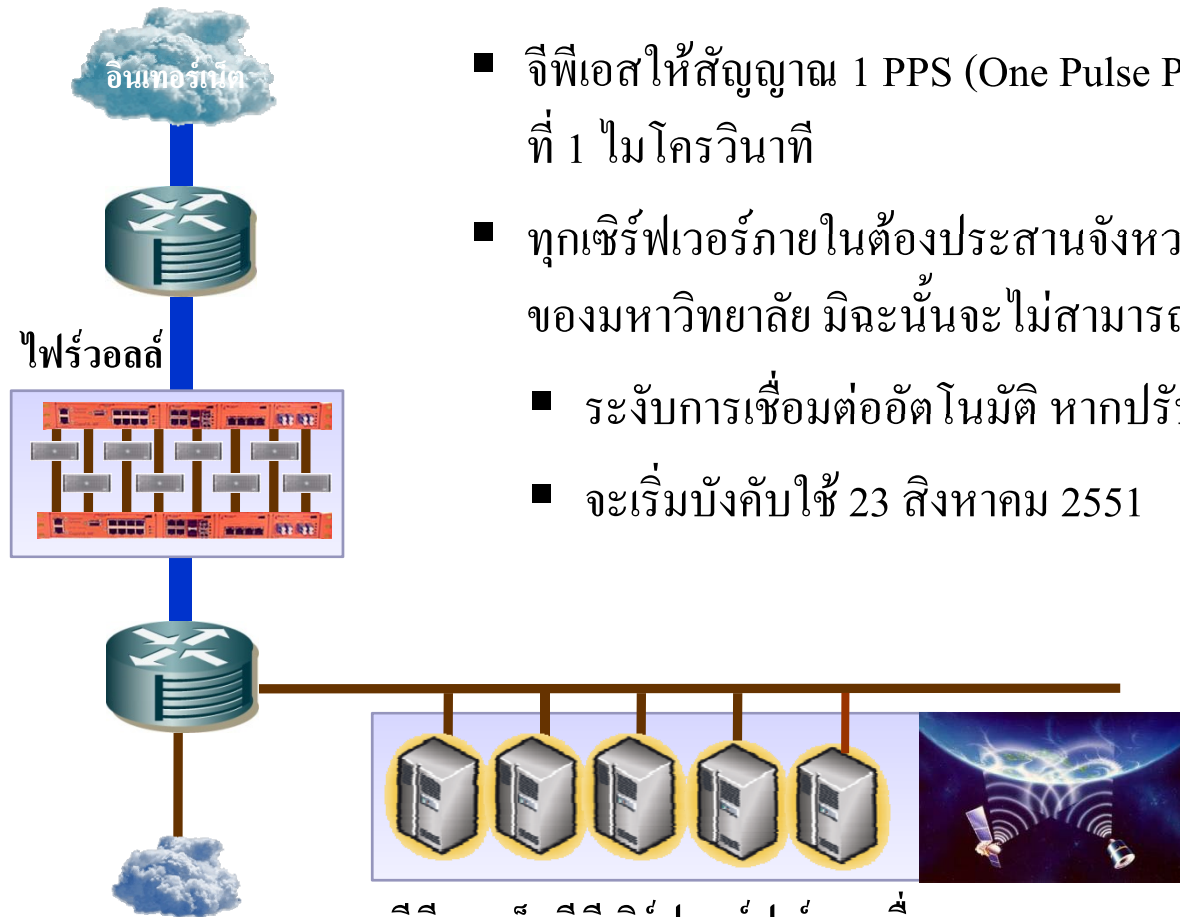 อินเทอร์เน็ต
จีพีเอสให้สัญญาณ 1 PPS (One Pulse P
ที่ 1 ไมโครวินาที
ทุกเซิร์ฟเวอร์ภายในต้องประสานจังหว
ของมหาวิทยาลัย มิฉะนั้นจะไม่สามารถ
ไฟร์วอลล์
ระงับการเชื่อมต่ออัตโนมัติ หากปรับ
จะเริ่มบังคับใช้ 23 สิงหาคม 2551